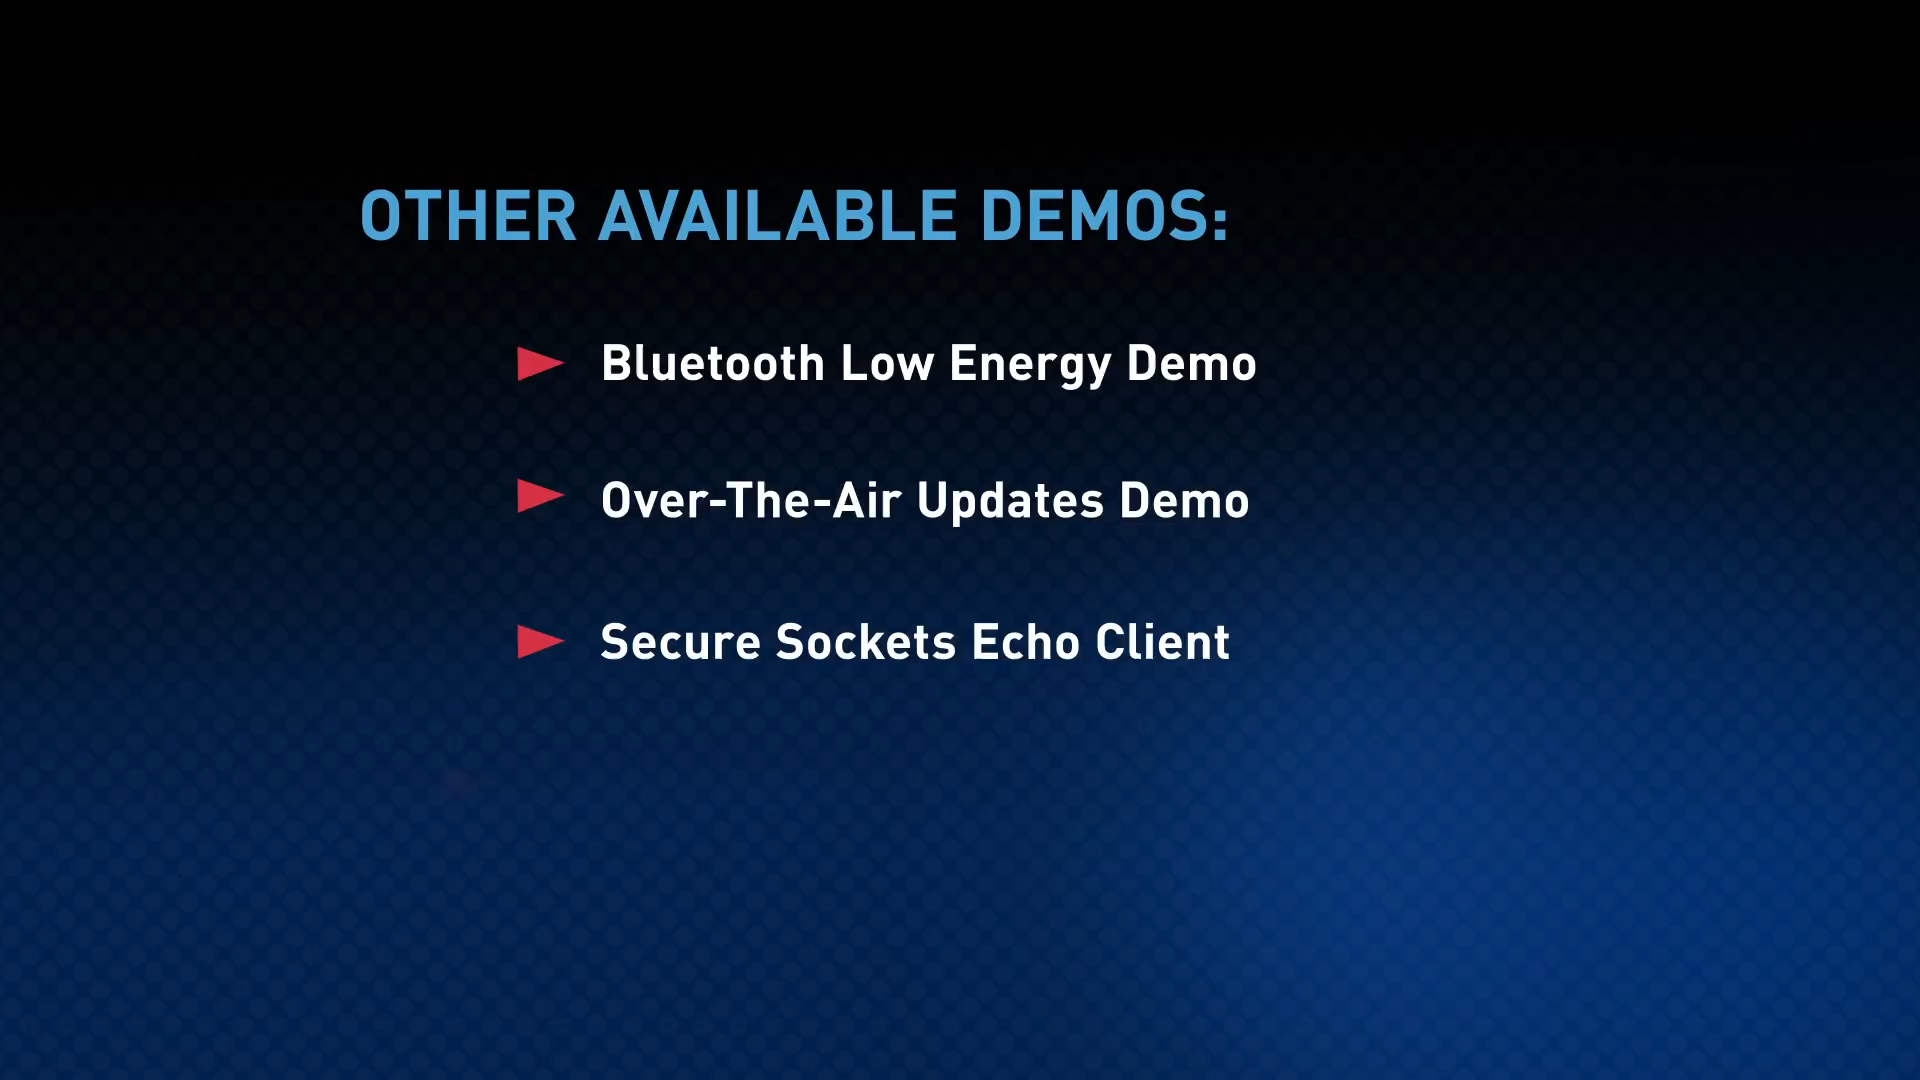 OTHER AVAILABLE DEMOS:
Bluetooth Low Energy Demo
Over-The-Air Updates Demo
Secure Sockets Echo Client